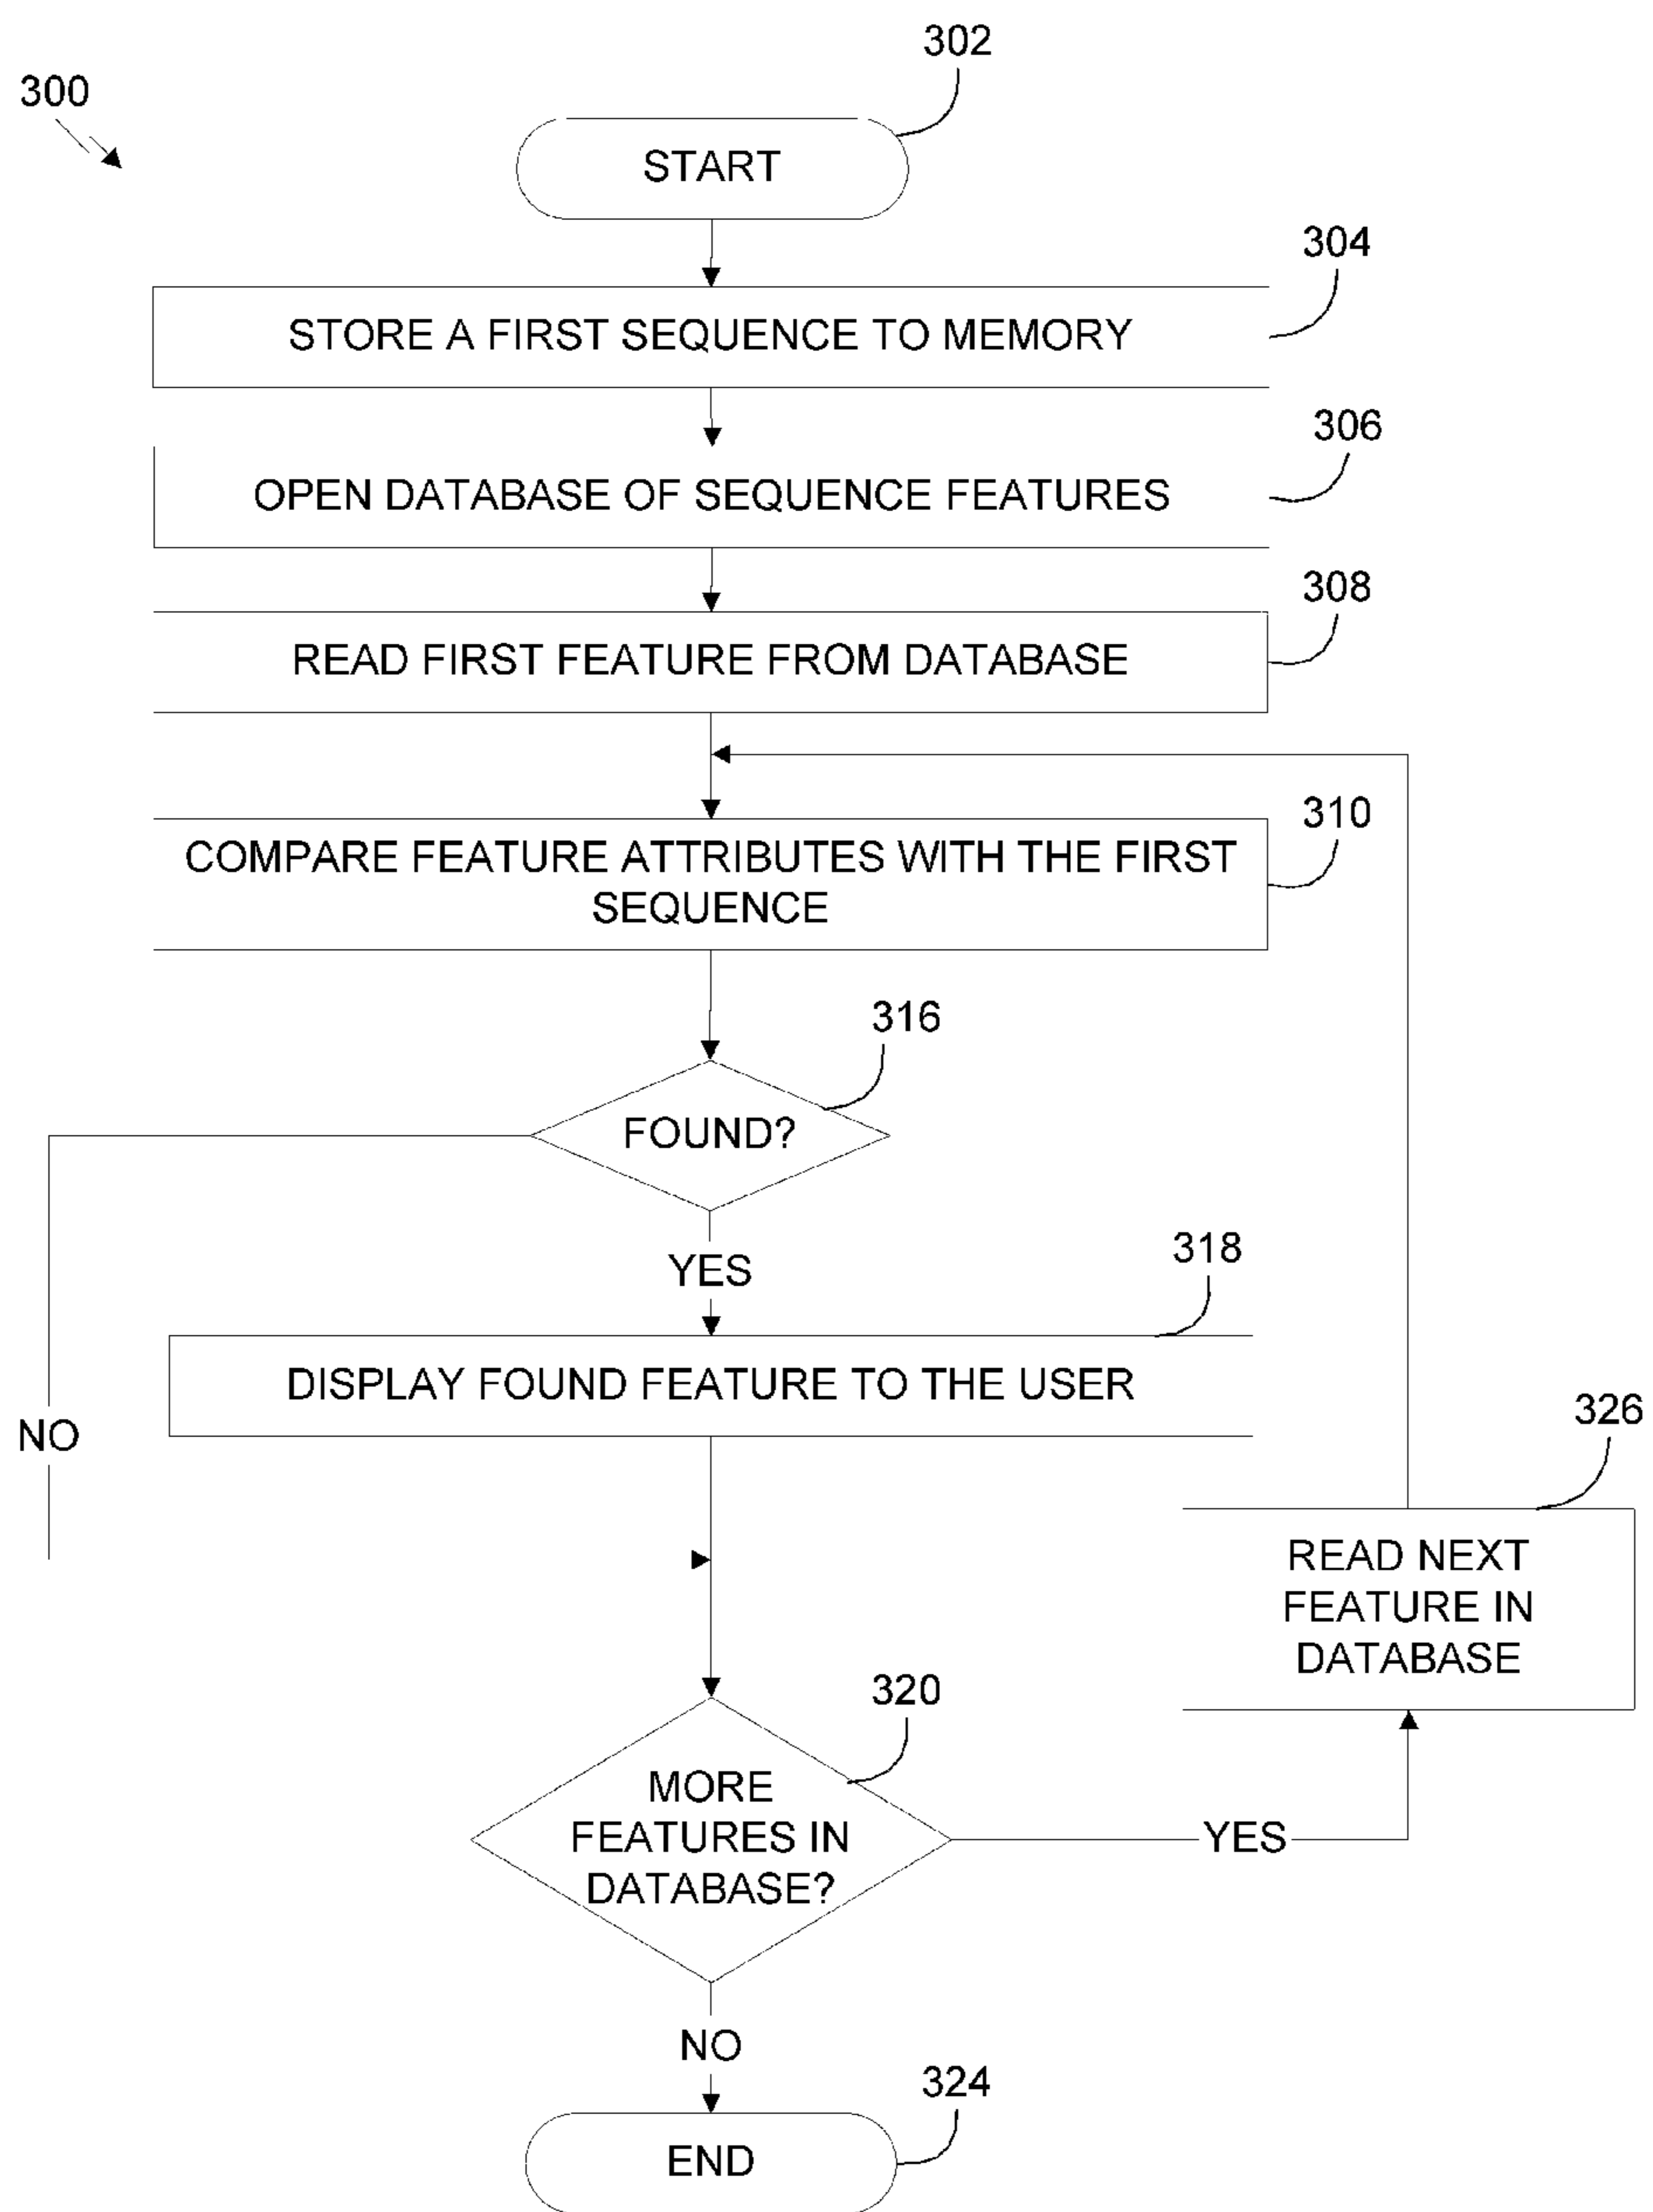 302
300
START
304
STORE A FIRST SEQUENCE TO MEMORY
306
OPEN DATABASE OF SEQUENCE FEATURES
308
READ FIRST FEATURE FROM DATABASE
310
COMPARE FEATURE ATTRIBUTES WITH THE FIRST
SEQUENCE
316
FOUND?
YES
318
DISPLAY FOUND FEATURE TO THE USER
NO
326
READ NEXT
FEATURE IN
DATABASE
320
MORE
FEATURES IN
DATABASE?
YES
NO
324
END